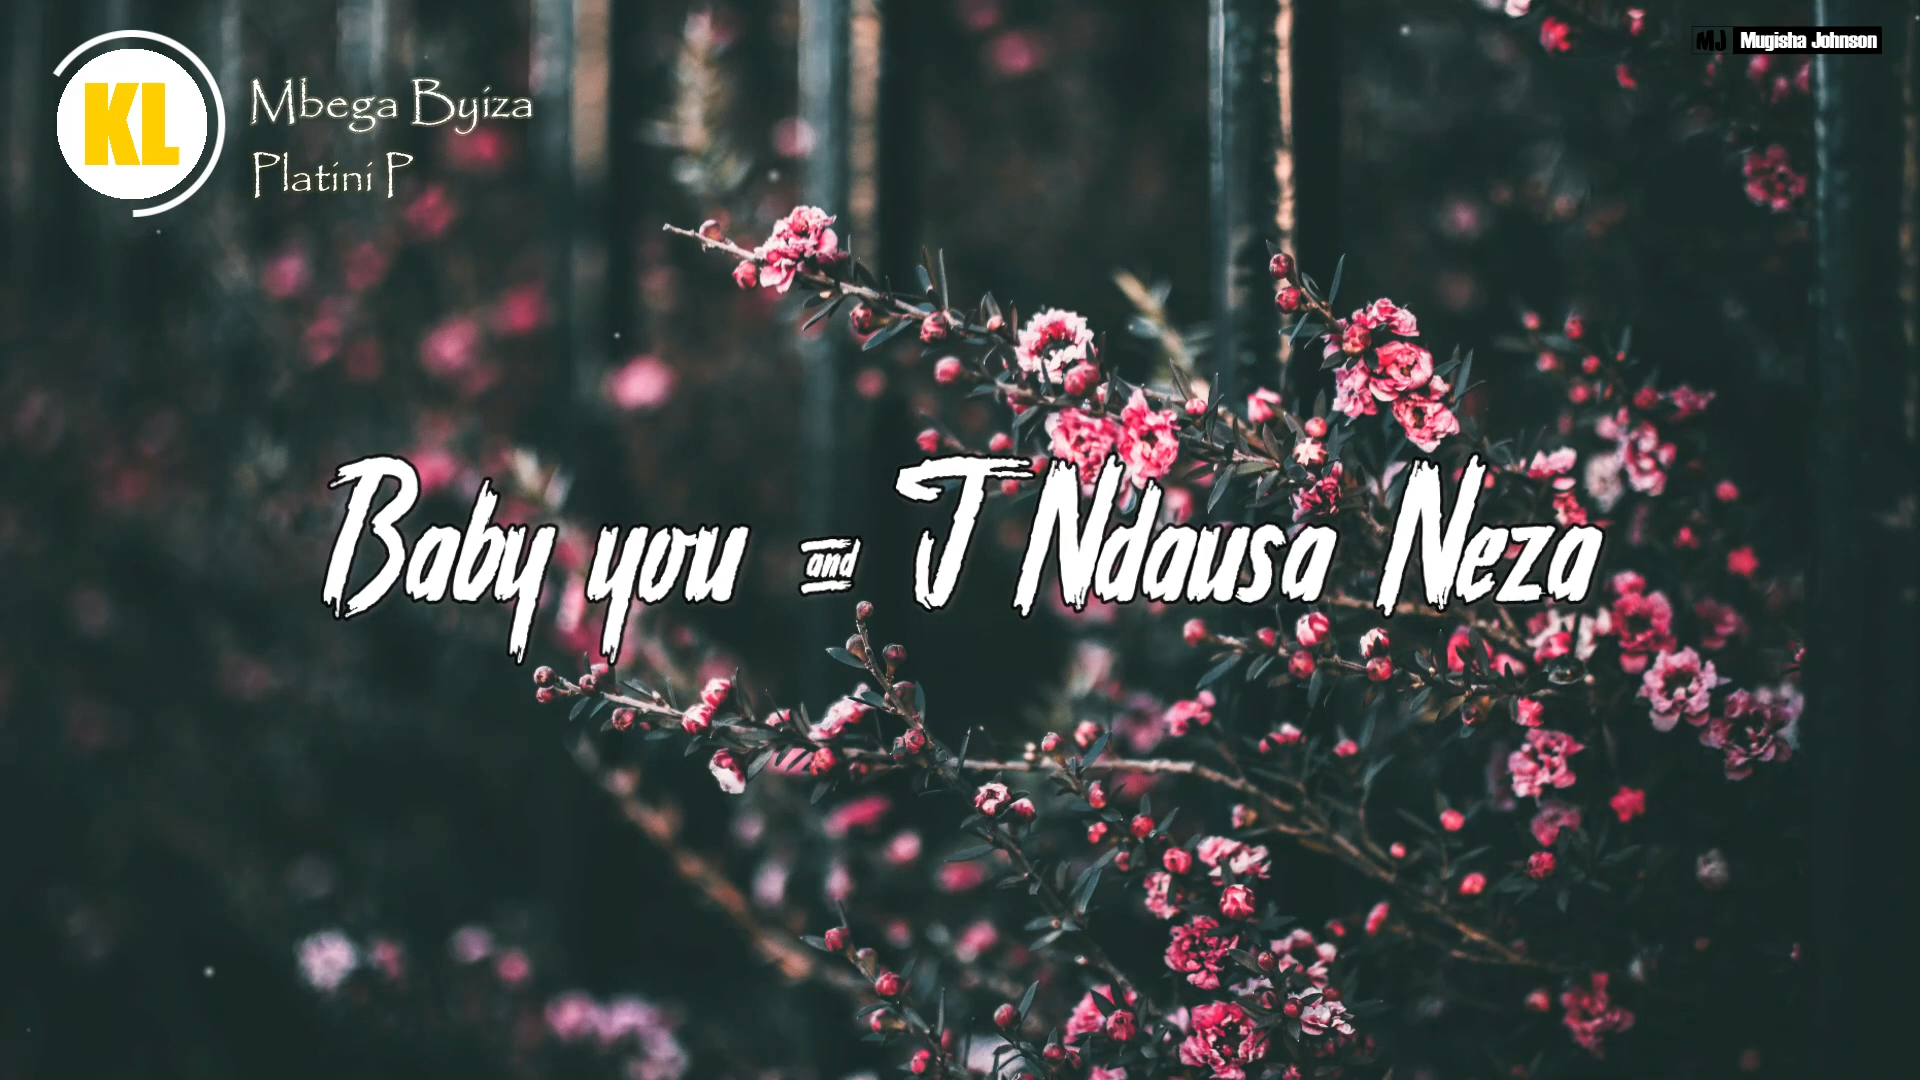 KL
Mbega Byiza
Platini P
MJ Mugisha Johnson
Baby you and J Ndausa Neza